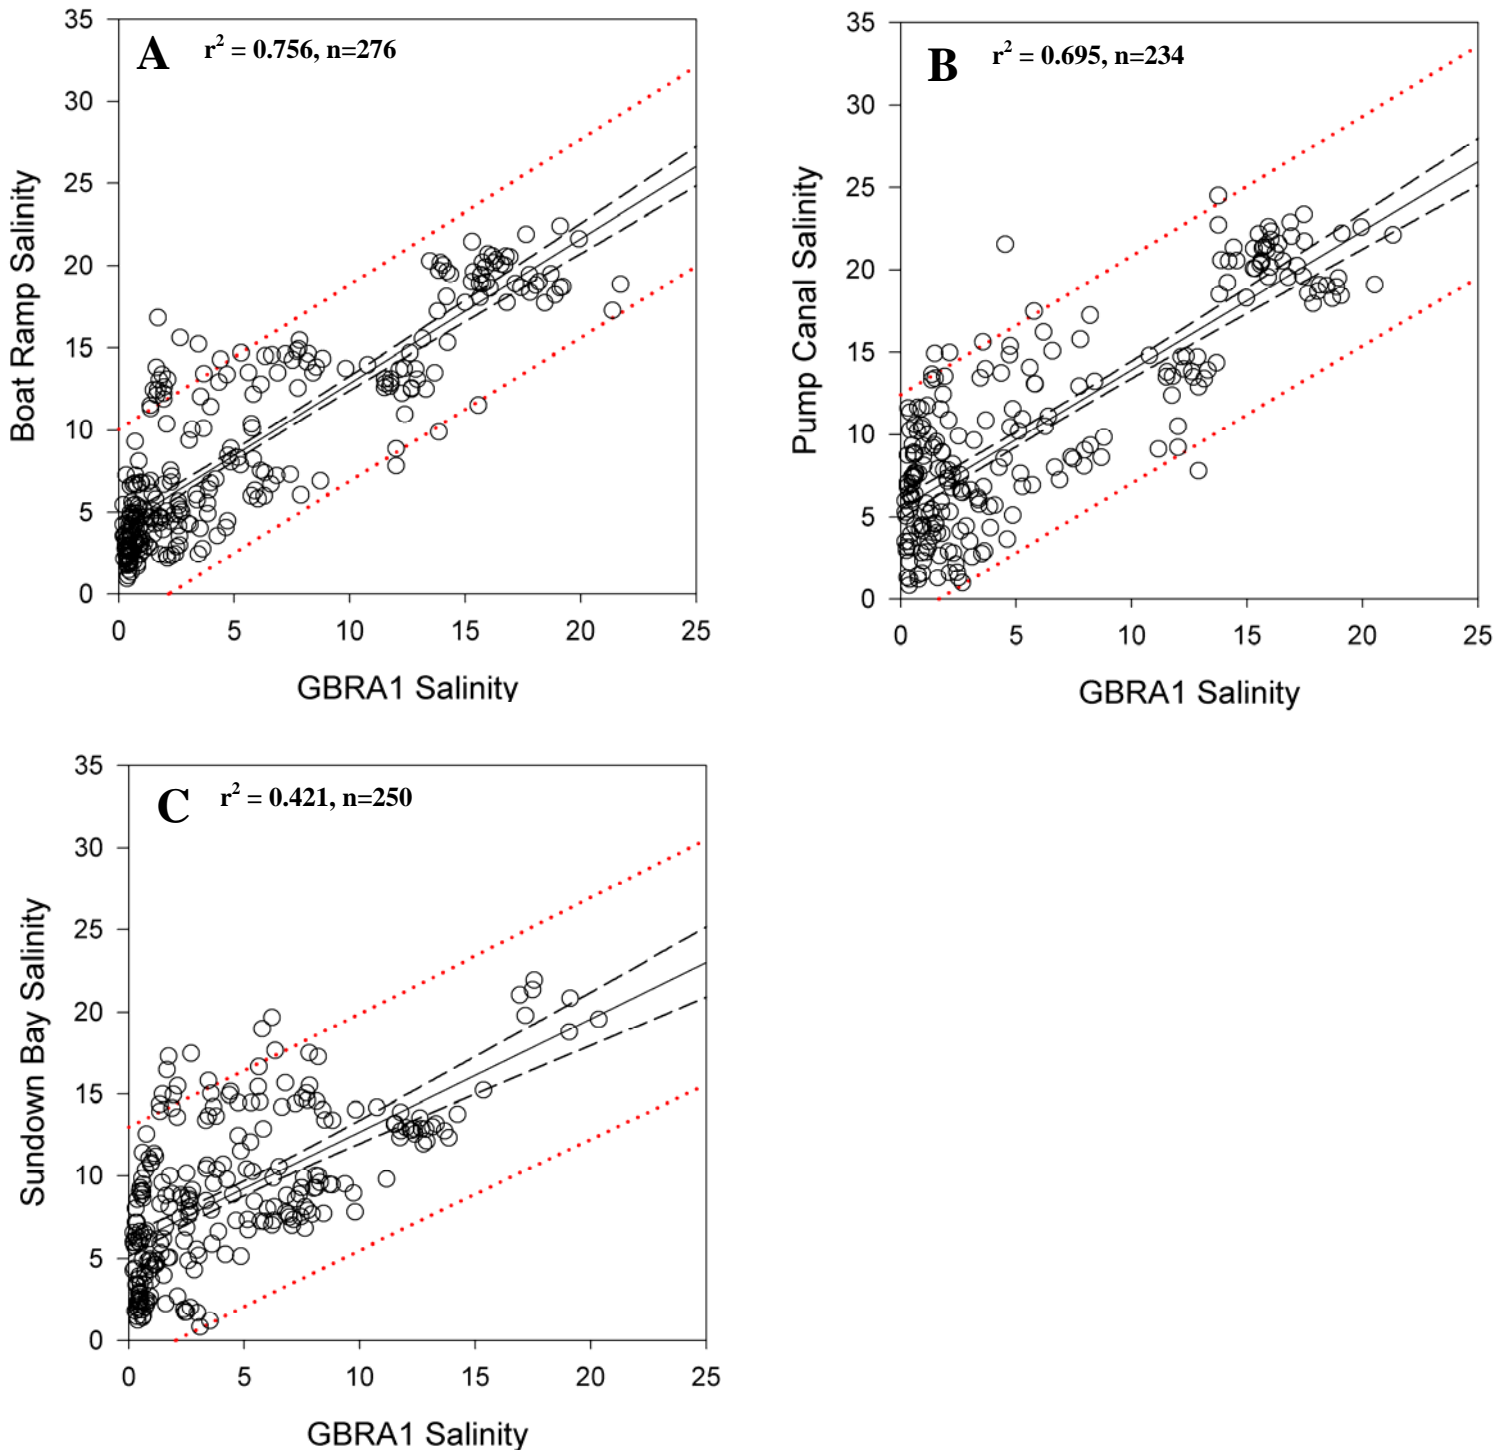 A
r² = 0.756, n=276
35
30
25
20
15
10
5
0
Boat Ramp Salinity
0 5 10 15 20 25
GBRA1 Salinity
B
r² = 0.695, n=234
35
30
25
20
15
10
5
0
Pump Canal Salinity
0 5 10 15 20 25
GBRA1 Salinity
C
r² = 0.421, n=250
35
30
25
20
15
10
5
0
Sundown Bay Salinity
0 5 10 15 20 25
GBRA1 Salinity